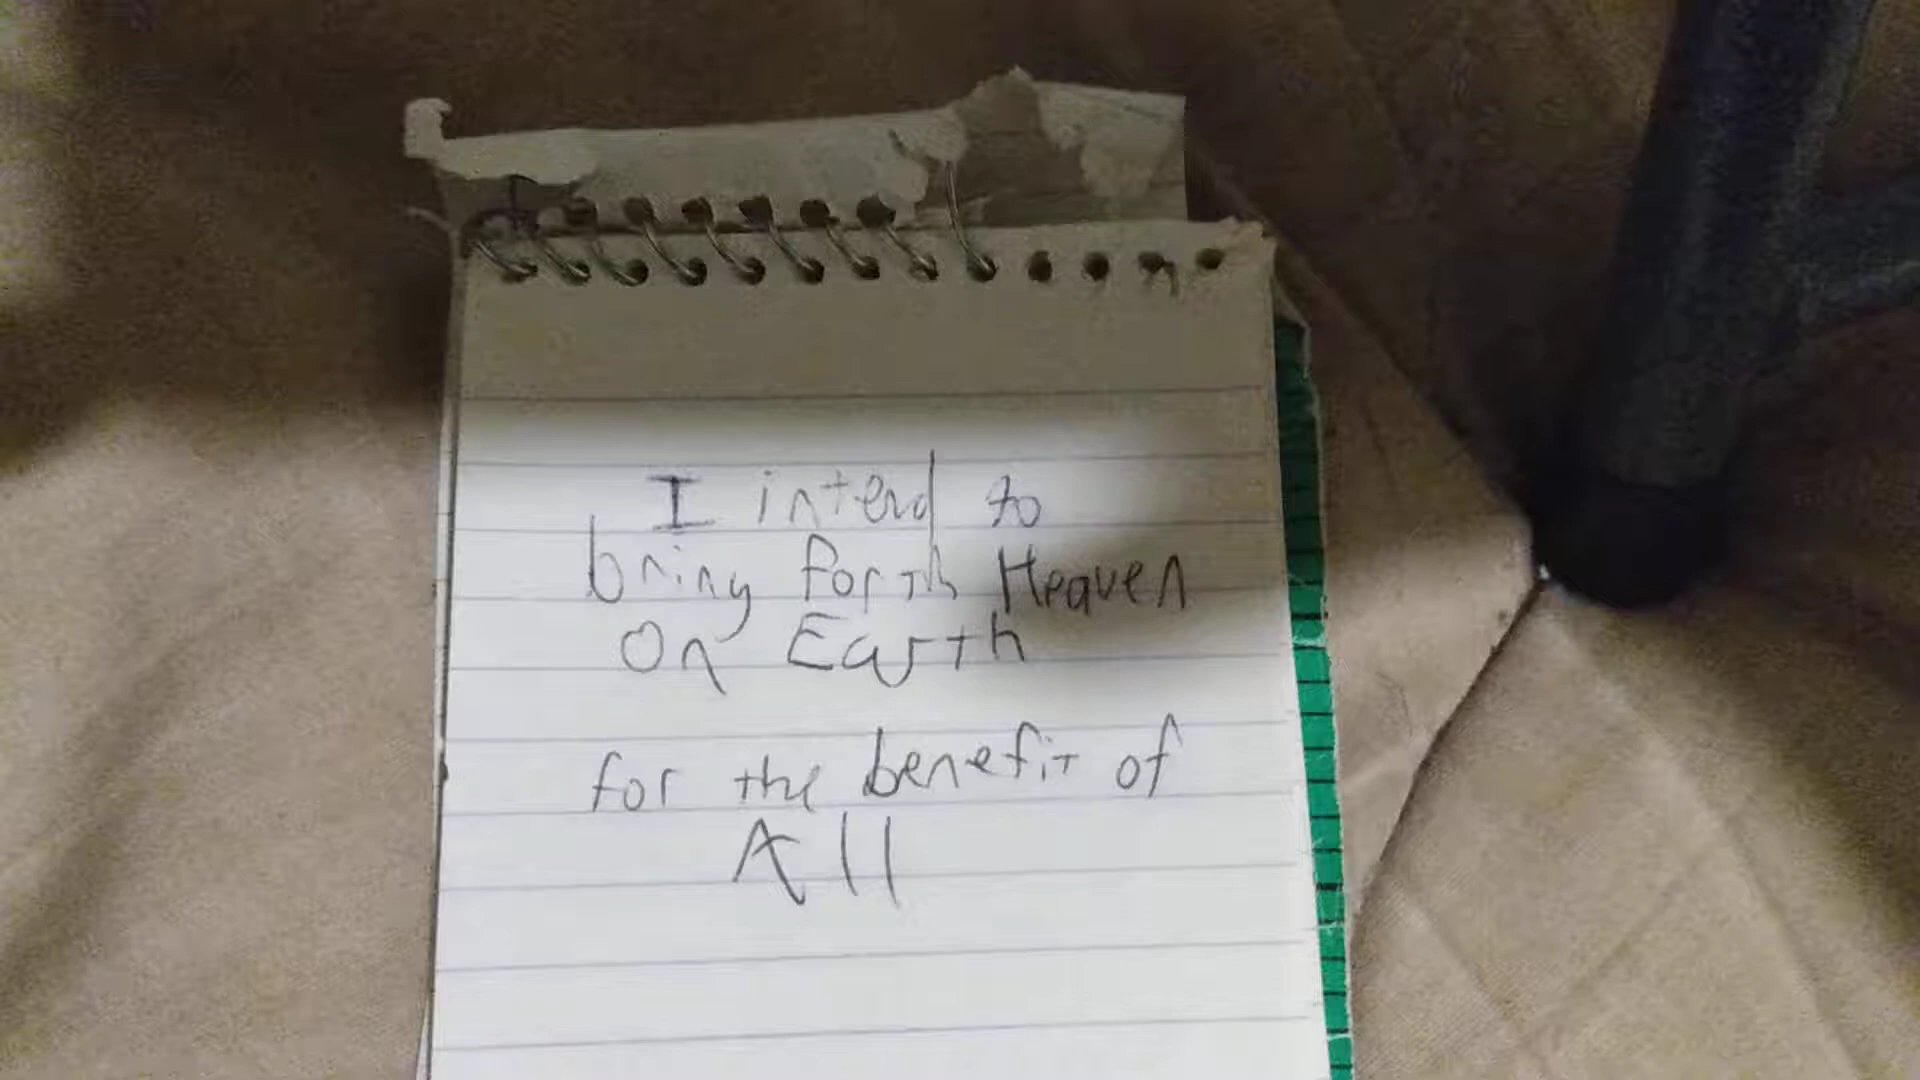 I intend to
bring forth Heaven
On Earth
for the benefit of
All